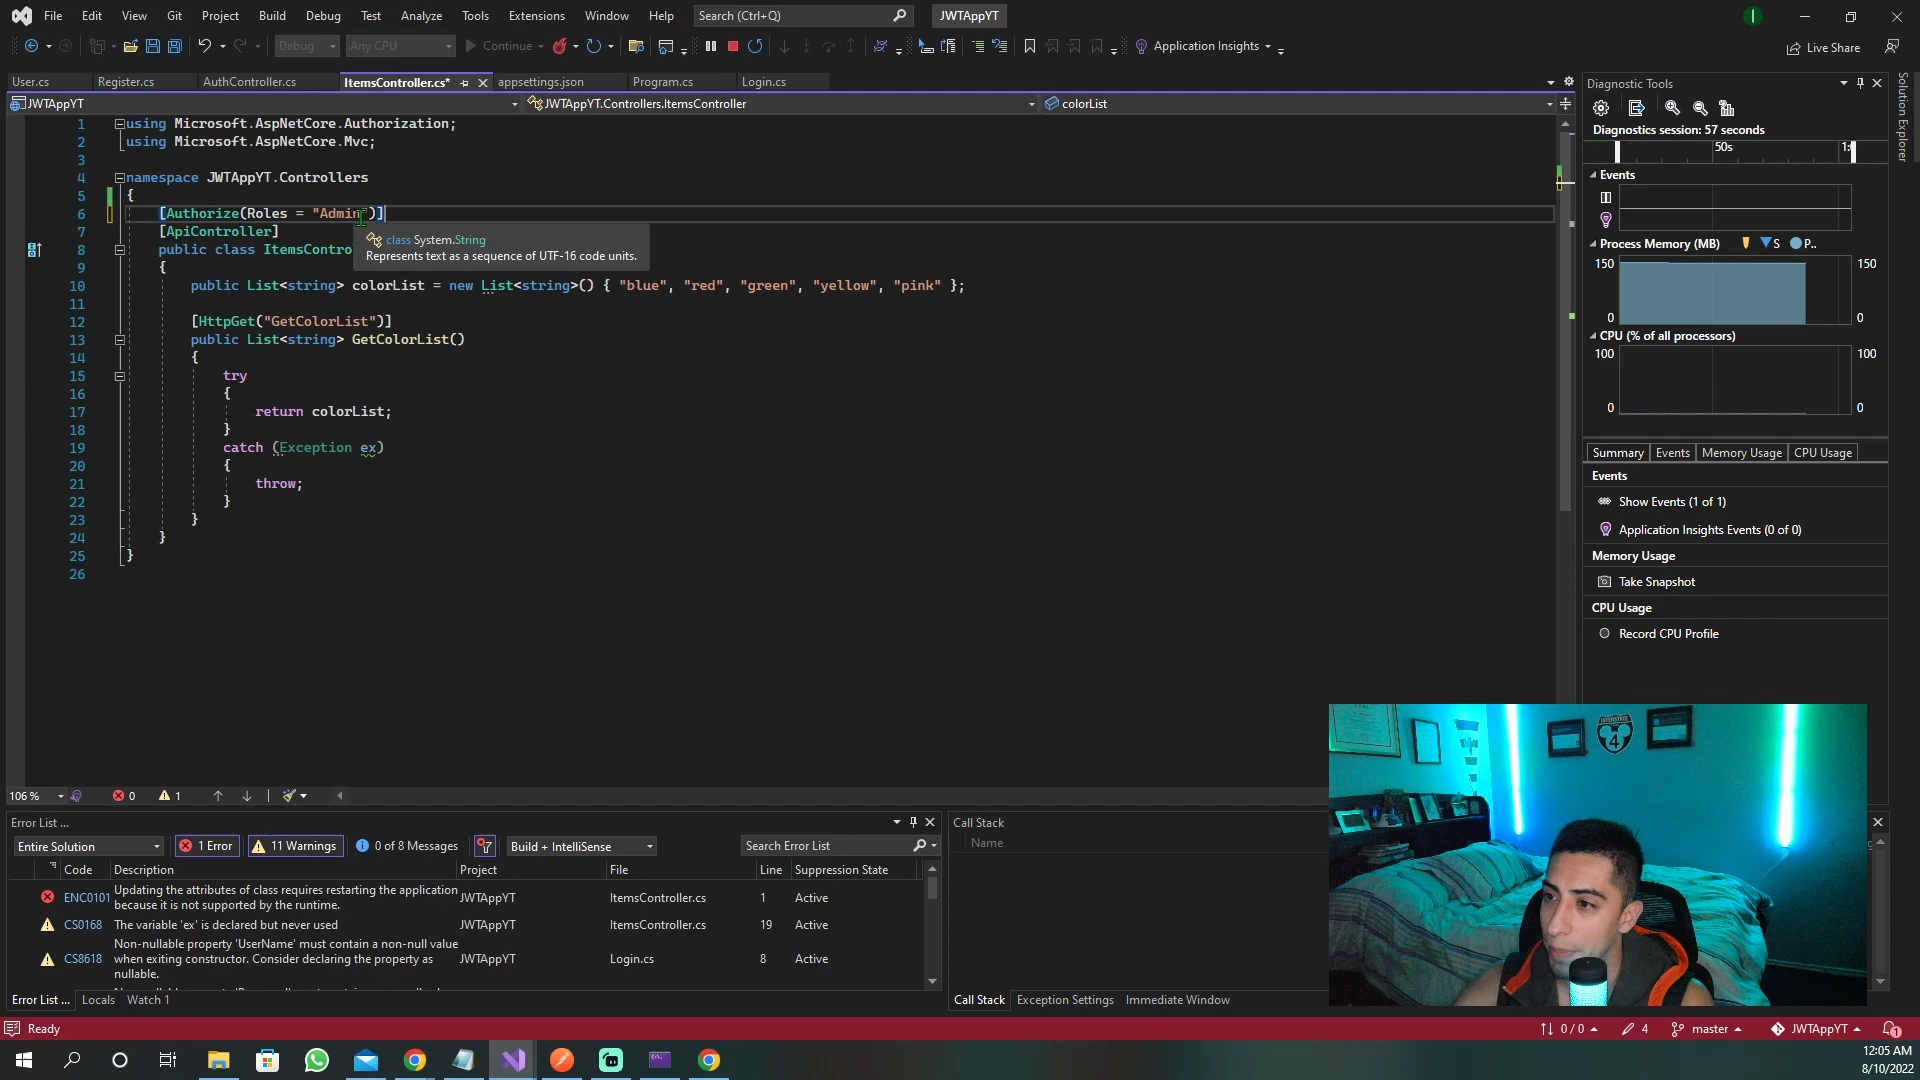 File Edit View Git Project Build Debug Test Analyze Tools Extensions Window Help Search (Ctrl+Q) JWTAppYT
Debug Any CPU Continue Application Insights Live Share
User.cs Register.cs AuthController.cs ItemsController.cs* appsettings.json Program.cs Login.cs
JWTAppYT JWTAppYT.Controllers.ItemsController colorList
1 using Microsoft.AspNetCore.Authorization;
2 using Microsoft.AspNetCore.Mvc;
3
4 namespace JWTAppYT.Controllers
5 {
6 [Authorize(Roles = "Admin")]
7 [ApiController]
8 public class ItemsContro
class System.String
Represents text as a sequence of UTF-16 code units.
9 {
10 public List<string> colorList = new List<string>() { "blue", "red", "green", "yellow", "pink" };
11
12 [HttpGet("GetColorList")]
13 public List<string> GetColorList()
14 {
15 try
16 {
17 return colorList;
18 }
19 catch (Exception ex)
20 {
21 throw;
22 }
23 }
24 }
25 }
26
106 % 0 1
Diagnostic Tools
Diagnostics session: 57 seconds
50s
Events
Process Memory (MB) S P..
150 150
0 0
CPU (% of all processors)
100 100
0 0
Summary Events Memory Usage CPU Usage
Events
Show Events (1 of 1)
Application Insights Events (0 of 0)
Memory Usage
Take Snapshot
CPU Usage
Record CPU Profile
Solution Explorer
Error List ...
Entire Solution 1 Error 11 Warnings 0 of 8 Messages Build + IntelliSense Search Error List
Code Description Project File Line Suppression State
ENC0101 Updating the attributes of class requires restarting the application because it is not supported by the runtime. JWTAppYT ItemsController.cs 1 Active
CS0168 The variable 'ex' is declared but never used JWTAppYT ItemsController.cs 19 Active
CS8618 Non-nullable property 'UserName' must contain a non-null value when exiting constructor. Consider declaring the property as nullable. JWTAppYT Login.cs 8 Active
Error List ... Locals Watch 1
Call Stack
Name
Call Stack Exception Settings Immediate Window
INTERSTATE
4
Ready 0 / 0 4 master JWTAppYT 1
12:05 AM
8/10/2022